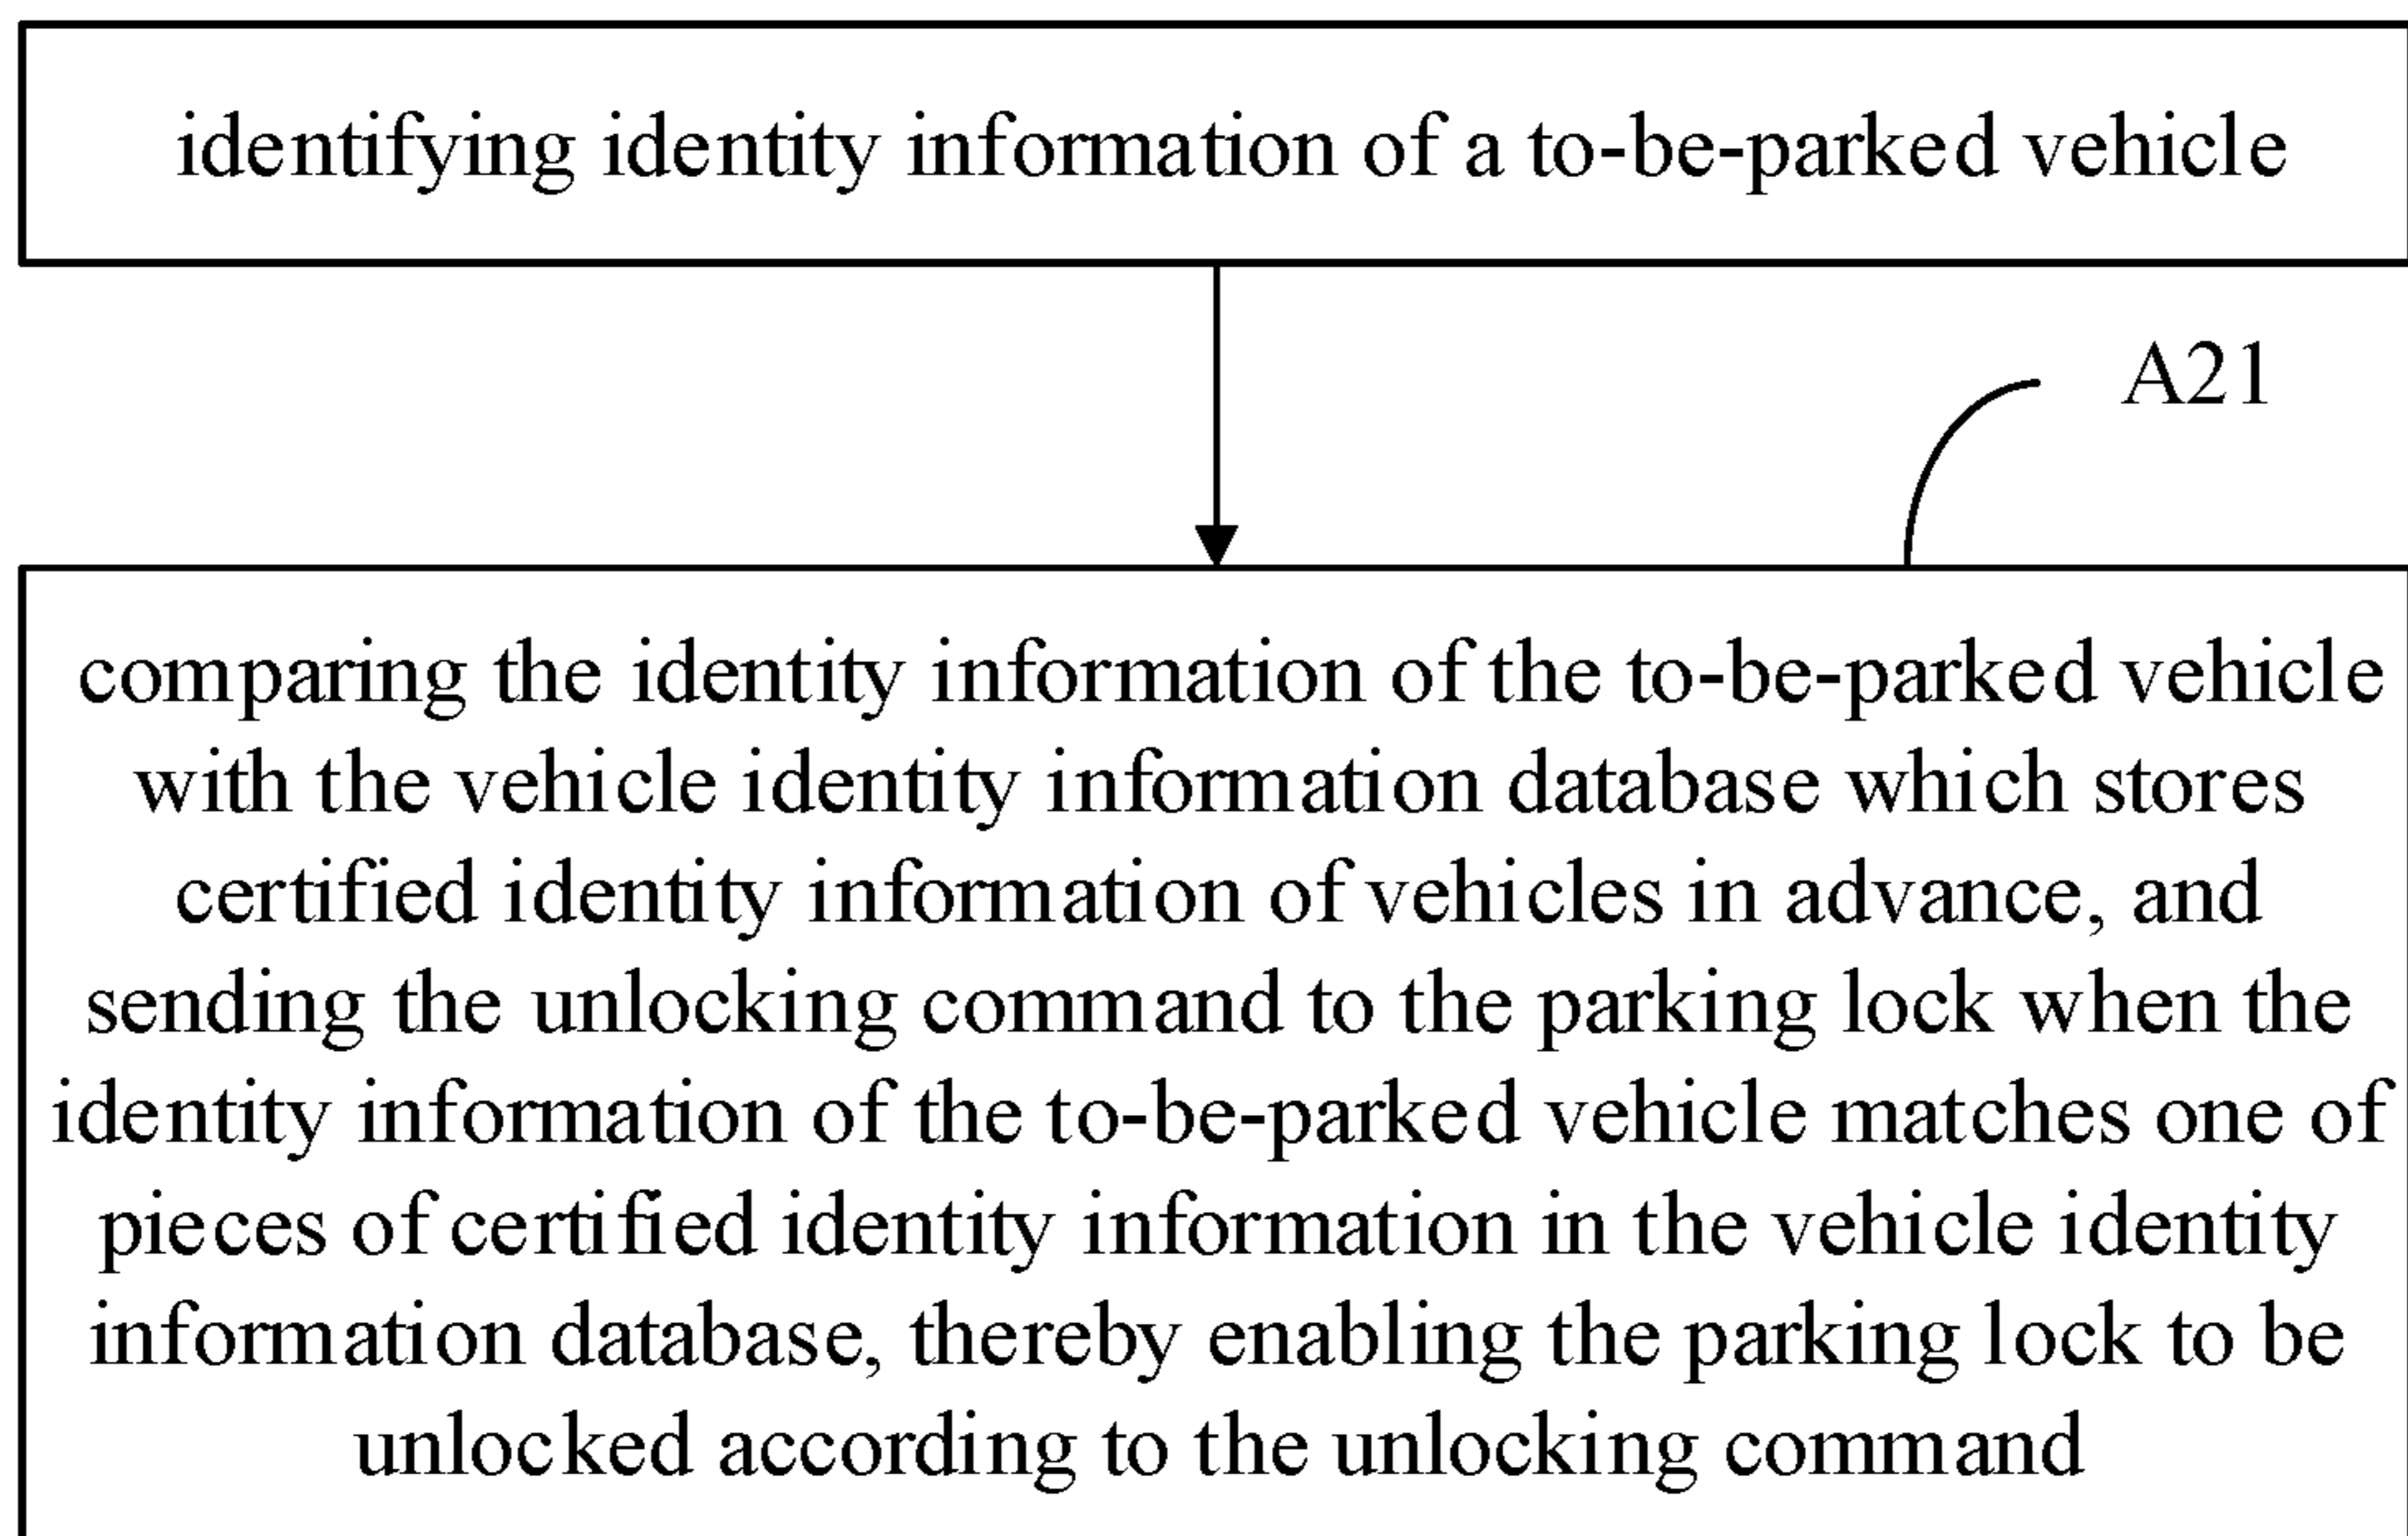 identifying identity information of a to-be-parked vehicle
A21
comparing the identity information of the to-be-parked vehicle
with the vehicle identity information database which stores
certified identity information of vehicles in advance, and
sending the unlocking command to the parking lock when the
identity information of the to-be-parked vehicle matches one of
pieces of certified identity information in the vehicle identity
information database, thereby enabling the parking lock to be
unlocked according to the unlocking command